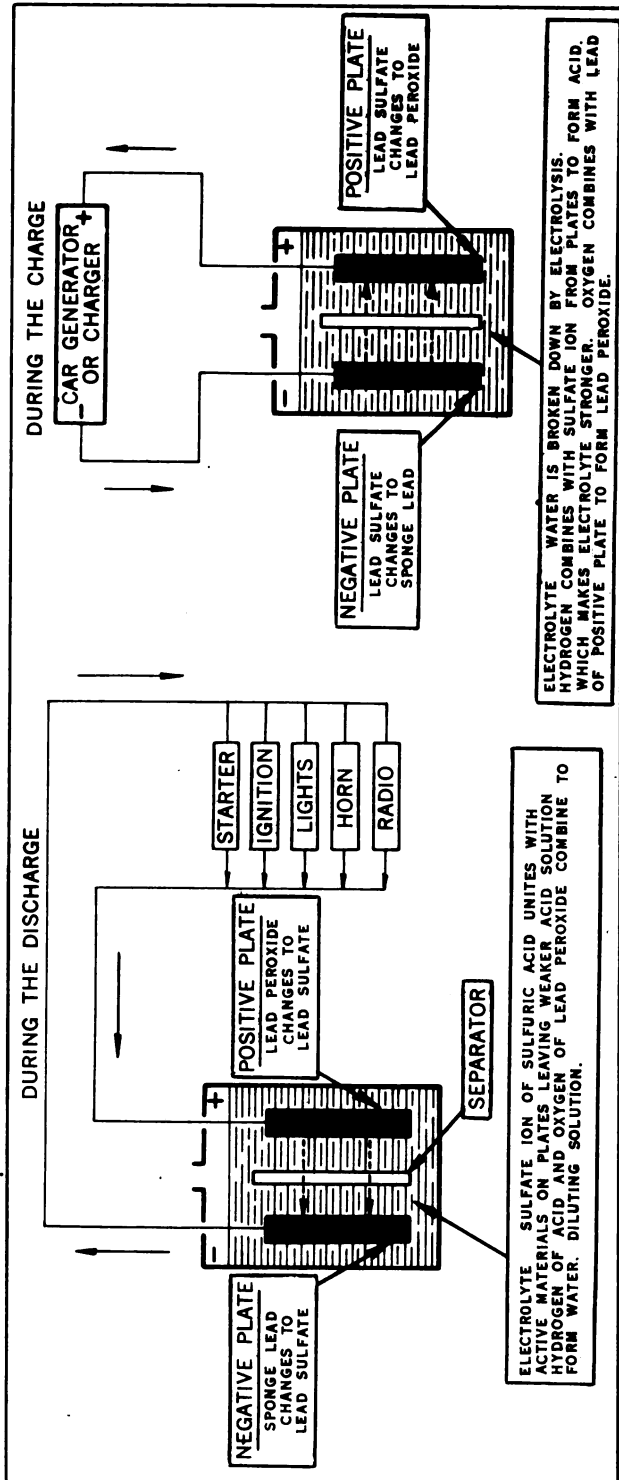 DURING THE DISCHARGE
STARTER
IGNITION
LIGHTS
HORN
RADIO
- +
NEGATIVE PLATE
SPONGE LEAD
CHANGES TO
LEAD SULFATE
POSITIVE PLATE
LEAD PEROXIDE
CHANGES TO
LEAD SULFATE
SEPARATOR
ELECTROLYTE SULFATE ION OF SULFURIC ACID UNITES WITH
ACTIVE MATERIALS ON PLATES LEAVING WEAKER ACID SOLUTION
HYDROGEN OF ACID AND OXYGEN OF LEAD PEROXIDE COMBINE TO
FORM WATER. DILUTING SOLUTION.
DURING THE CHARGE
CAR GENERATOR
- OR CHARGER +
- +
NEGATIVE PLATE
LEAD SULFATE
CHANGES TO
SPONGE LEAD
POSITIVE PLATE
LEAD SULFATE
CHANGES TO
LEAD PEROXIDE
ELECTROLYTE WATER IS BROKEN DOWN BY ELECTROLYSIS.
HYDROGEN COMBINES WITH SULFATE ION FROM PLATES TO FORM ACID.
WHICH MAKES ELECTROLYTE STRONGER. OXYGEN COMBINES WITH LEAD
OF POSITIVE PLATE TO FORM LEAD PEROXIDE.